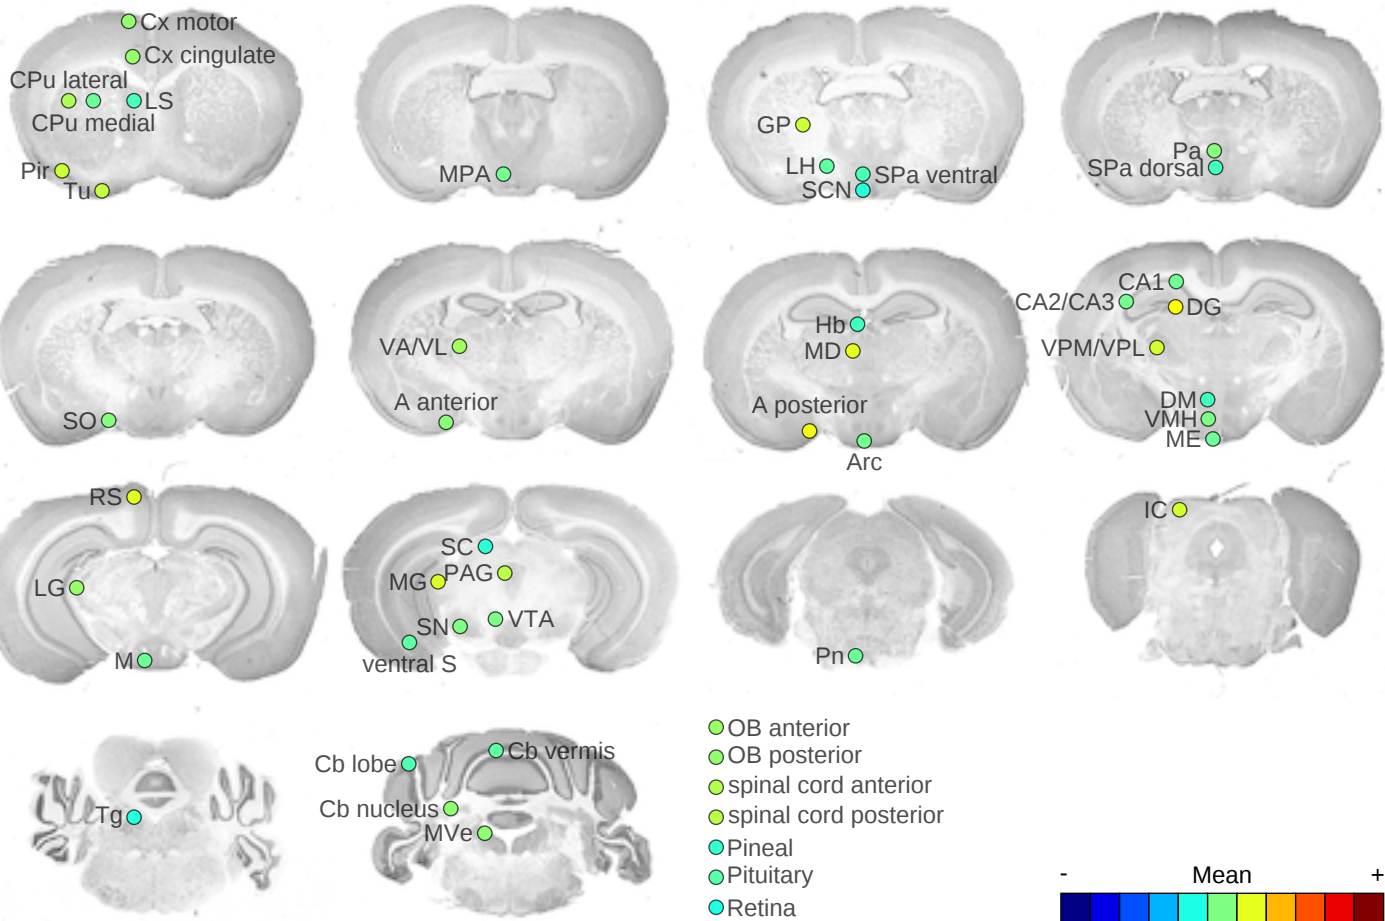 Cx motor
Cx cingulate
CPu lateral
LS
CPu medial
Pir
Tu
MPA
GP
LH
SPa ventral
SCN
Pa
SPa dorsal
SO
VA/VL
A anterior
Hb
MD
A posterior
Arc
CA1
CA2/CA3
DG
VPM/VPL
DM
VMH
ME
RS
LG
M
SC
MG
PAG
SN
VTA
ventral S
Pn
IC
Tg
Cb lobe
Cb vermis
Cb nucleus
MVe
OB anterior
OB posterior
spinal cord anterior
spinal cord posterior
Pineal
Pituitary
Retina
- Mean +